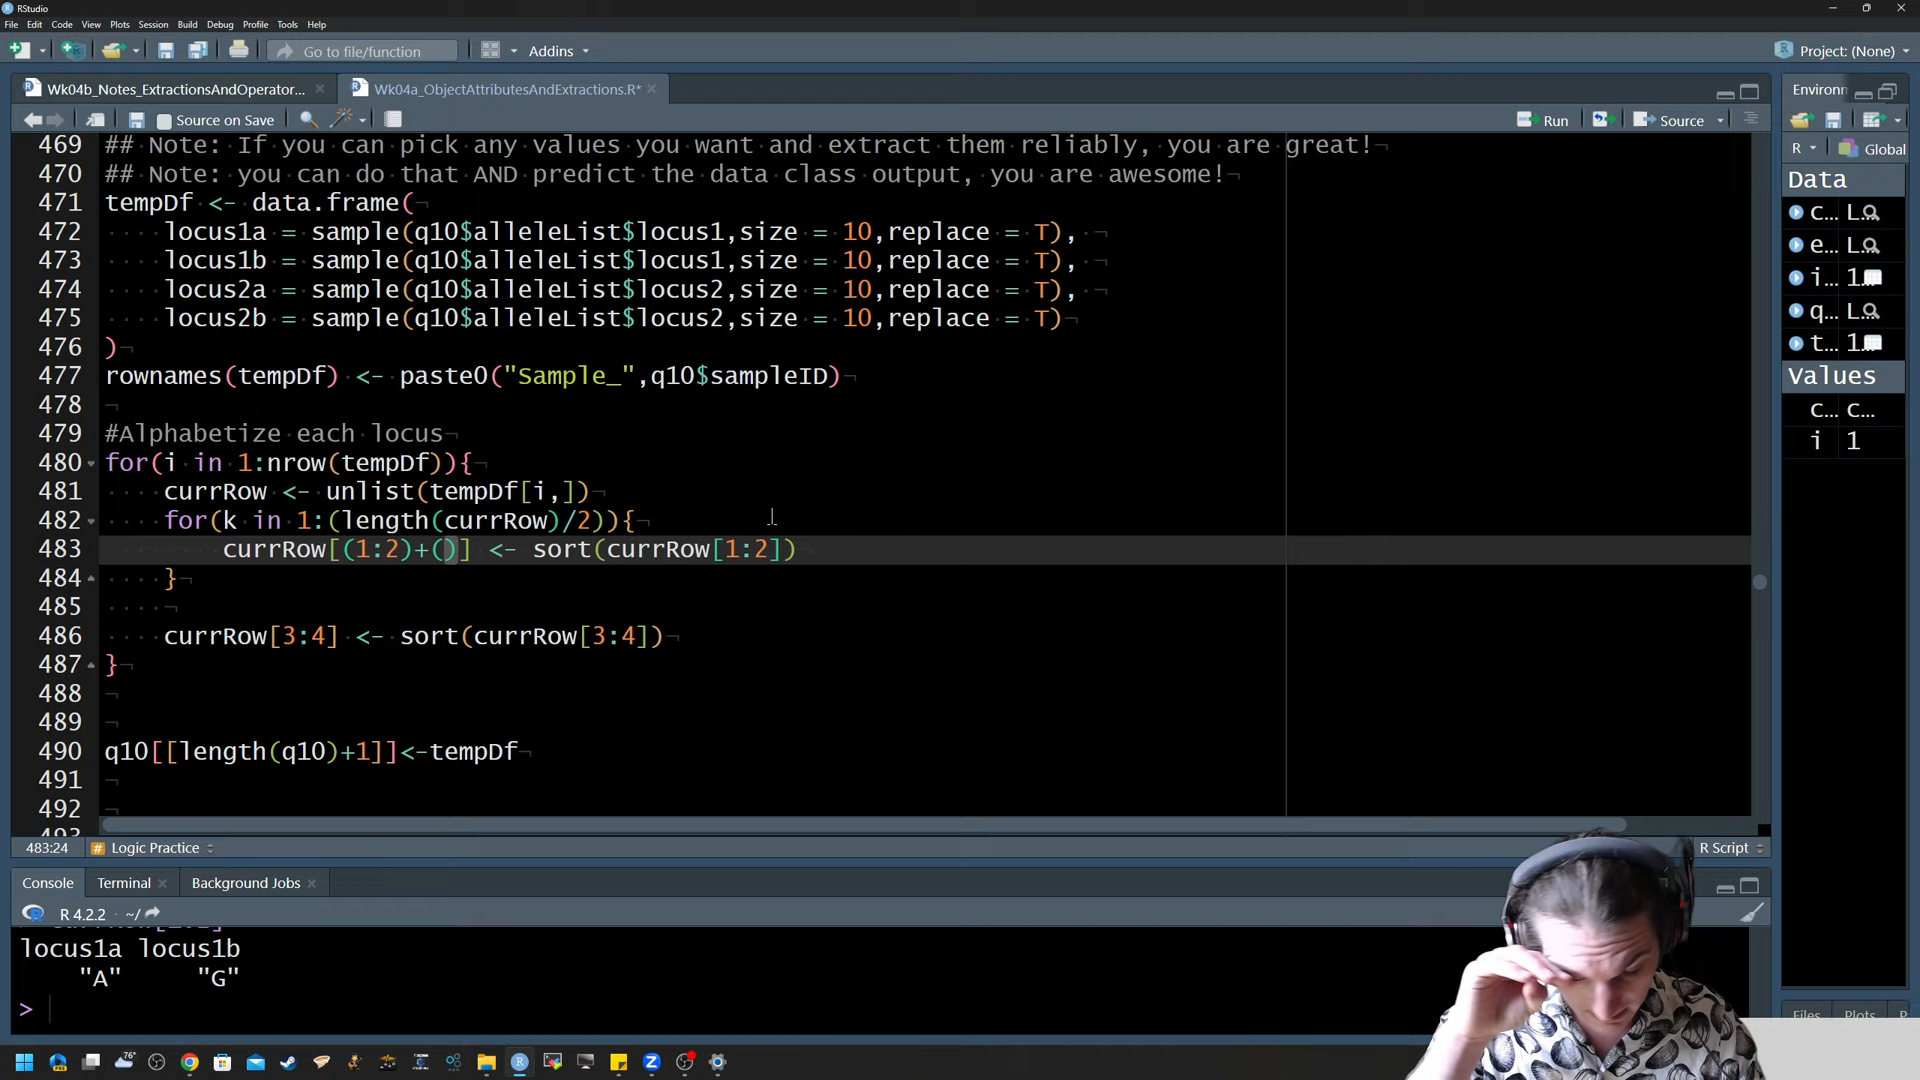 RStudio
File Edit Code View Plots Session Build Debug Profile Tools Help
Go to file/function Addins Project: (None)
Wk04b_Notes_ExtractionsAndOperator... Wk04a_ObjectAttributesAndExtractions.R* Environm
Source on Save Run Source
R Global
469 ## Note: If you can pick any values you want and extract them reliably, you are great!
470 ## Note: you can do that AND predict the data class output, you are awesome!
471 tempDf <- data.frame(
472 locus1a = sample(q10$alleleList$locus1,size = 10,replace = T),
473 locus1b = sample(q10$alleleList$locus1,size = 10,replace = T),
474 locus2a = sample(q10$alleleList$locus2,size = 10,replace = T),
475 locus2b = sample(q10$alleleList$locus2,size = 10,replace = T)
476 )
477 rownames(tempDf) <- paste0("Sample_",q10$sampleID)
478
479 #Alphabetize each locus
480 for(i in 1:nrow(tempDf)){
481 currRow <- unlist(tempDf[i,])
482 for(k in 1:(length(currRow)/2)){
483 currRow[(1:2)+()] <- sort(currRow[1:2])
484 }
485
486 currRow[3:4] <- sort(currRow[3:4])
487 }
488
489
490 q10[[length(q10)+1]]<-tempDf
491
492
Data
c... L...
e... L...
i... 1...
q... L...
t... 1...
Values
c... c...
i 1
483:24 Logic Practice R Script
Console Terminal Background Jobs
R 4.2.2 · ~/
locus1a locus1b
"A" "G"
>
Files Plots P
76°